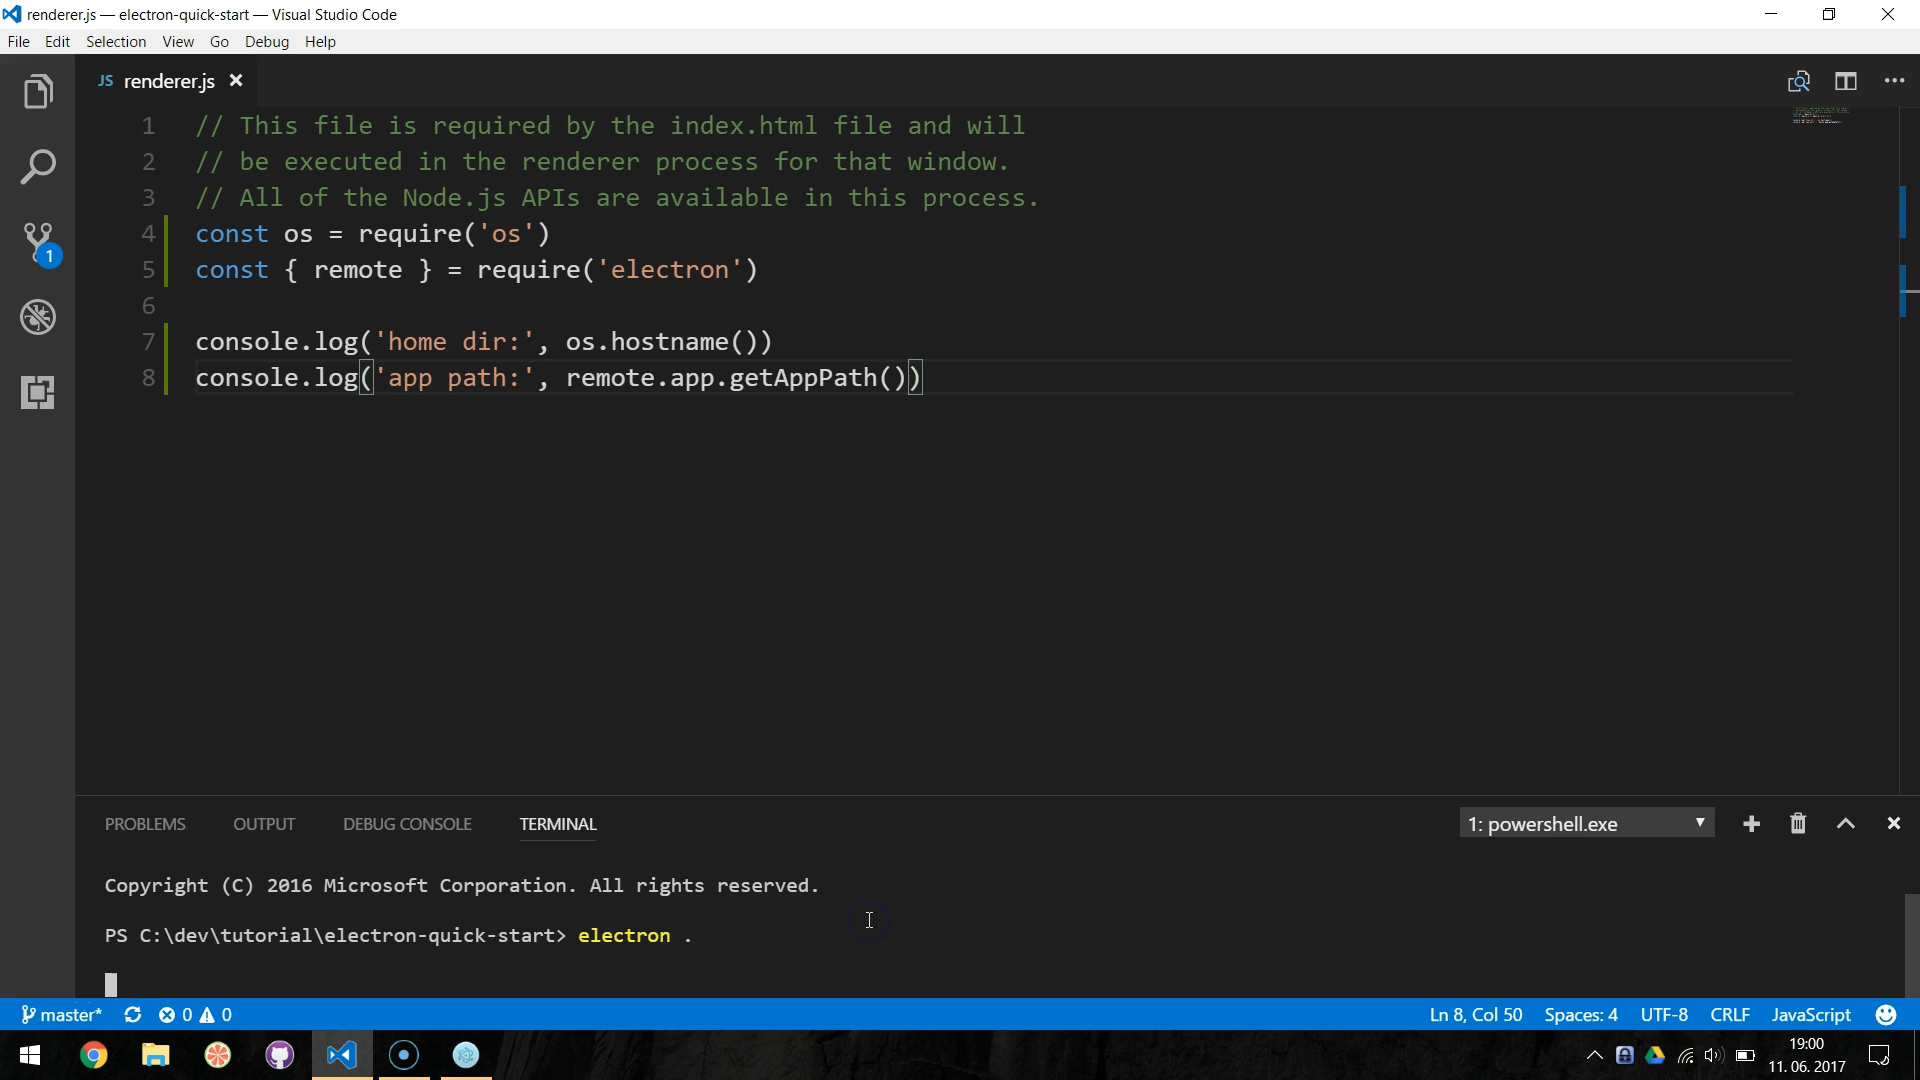 renderer.js — electron-quick-start — Visual Studio Code
File Edit Selection View Go Debug Help
JS renderer.js
1 // This file is required by the index.html file and will
2 // be executed in the renderer process for that window.
3 // All of the Node.js APIs are available in this process.
4 const os = require('os')
5 const { remote } = require('electron')
6
7 console.log('home dir:', os.hostname())
8 console.log('app path:', remote.app.getAppPath())
1
PROBLEMS OUTPUT DEBUG CONSOLE TERMINAL 1: powershell.exe
Copyright (C) 2016 Microsoft Corporation. All rights reserved.
PS C:\dev\tutorial\electron-quick-start> electron .
master* 0 0 Ln 8, Col 50 Spaces: 4 UTF-8 CRLF JavaScript
19:00
11. 06. 2017